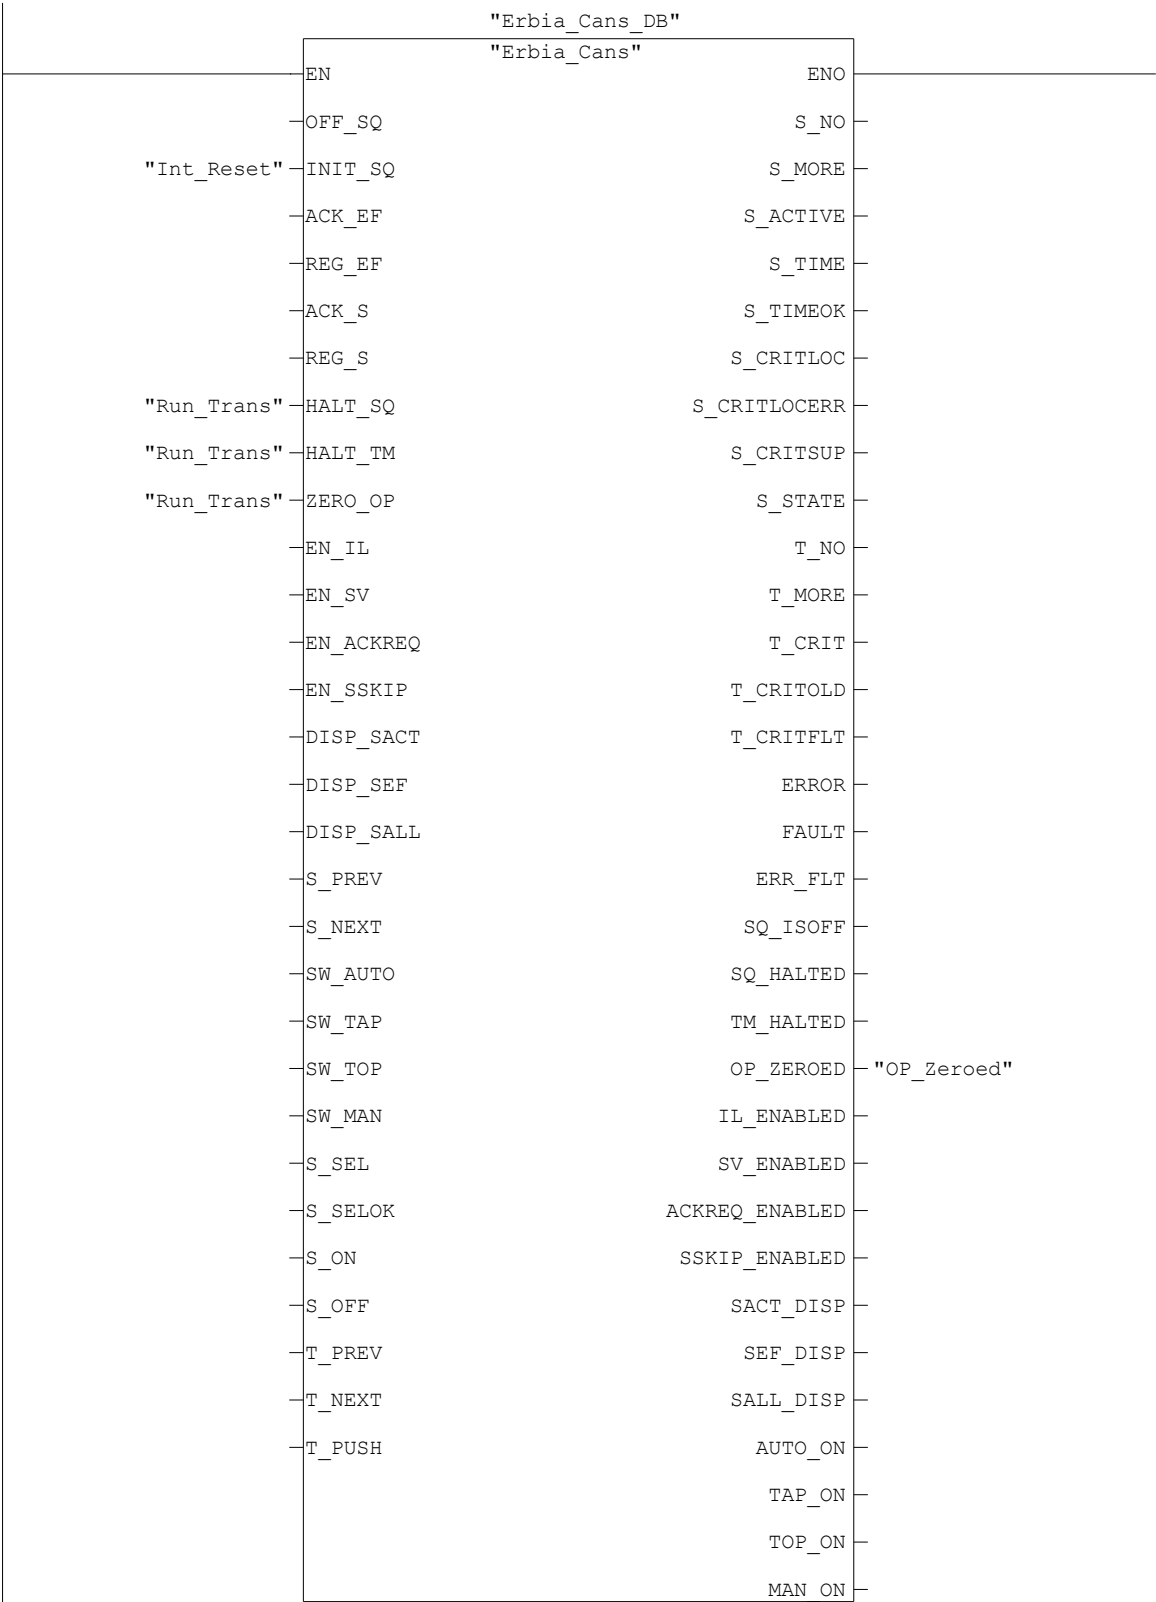 "Erbia_Cans_DB"
"Erbia_Cans"
EN ENO
OFF_SQ S_NO
"Int_Reset" INIT_SQ S_MORE
ACK_EF S_ACTIVE
REG_EF S_TIME
ACK_S S_TIMEOK
REG_S S_CRITLOC
"Run_Trans" HALT_SQ S_CRITLOCERR
"Run_Trans" HALT_TM S_CRITSUP
"Run_Trans" ZERO_OP S_STATE
EN_IL T_NO
EN_SV T_MORE
EN_ACKREQ T_CRIT
EN_SSKIP T_CRITOLD
DISP_SACT T_CRITFLT
DISP_SEF ERROR
DISP_SALL FAULT
S_PREV ERR_FLT
S_NEXT SQ_ISOFF
SW_AUTO SQ_HALTED
SW_TAP TM_HALTED
SW_TOP OP_ZEROED "OP_Zeroed"
SW_MAN IL_ENABLED
S_SEL SV_ENABLED
S_SELOK ACKREQ_ENABLED
S_ON SSKIP_ENABLED
S_OFF SACT_DISP
T_PREV SEF_DISP
T_NEXT SALL_DISP
T_PUSH AUTO_ON
TAP_ON
TOP_ON
MAN_ON